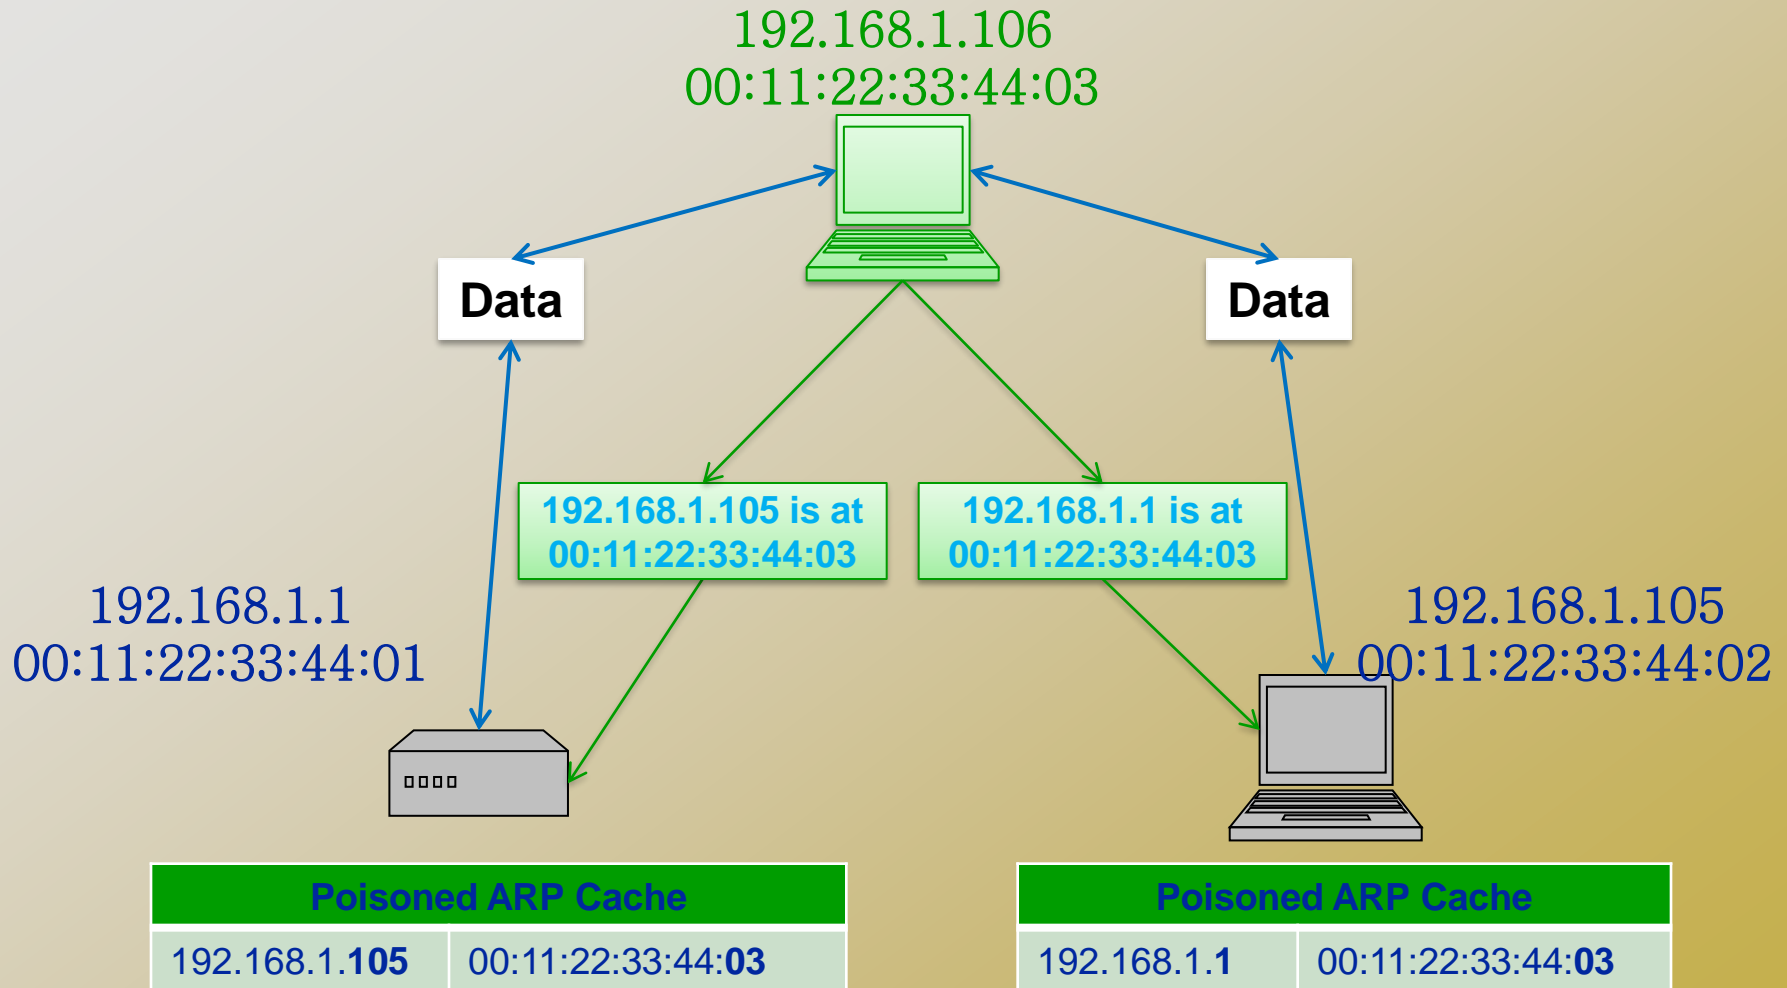 192.168.1.106
00:11:22:33:44:03
Data
Data
192.168.1.105 is at
00:11:22:33:44:03
192.168.1.1 is at
00:11:22:33:44:03
192.168.1.1
00:11:22:33:44:01
192.168.1.105
00:11:22:33:44:02
Poisoned ARP Cache
192.168.1.105 00:11:22:33:44:03
Poisoned ARP Cache
192.168.1.1 00:11:22:33:44:03